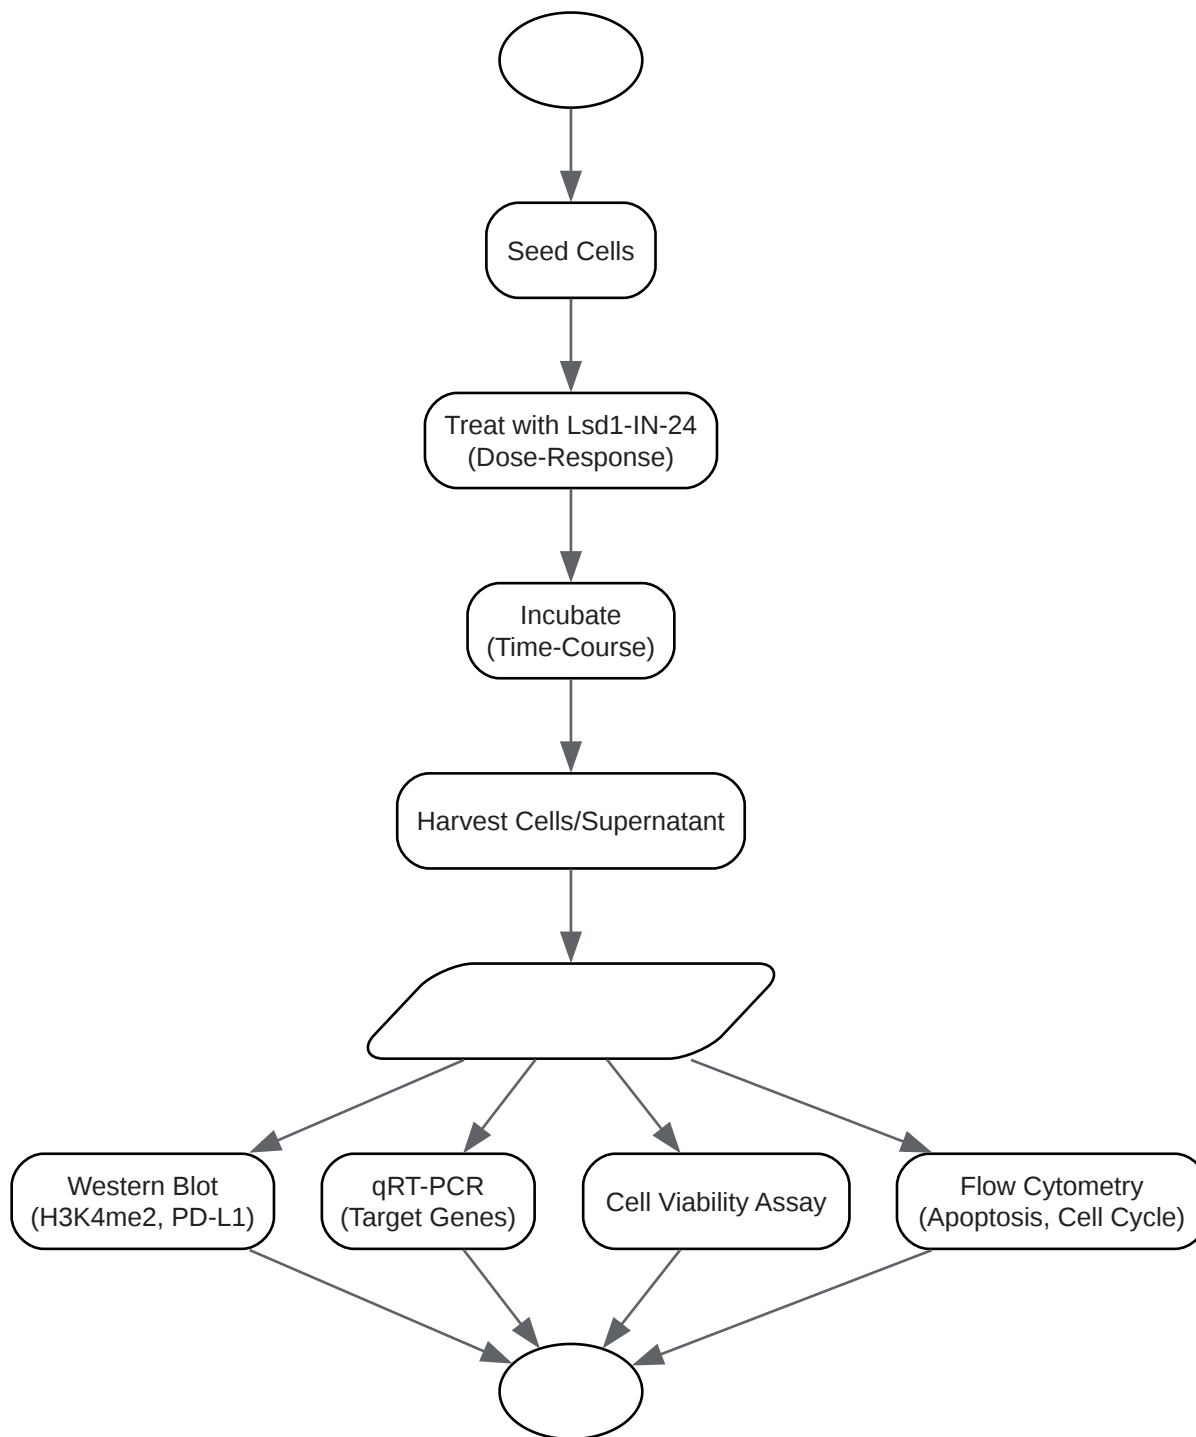 Seed Cells
Treat with Lsd1-IN-24
(Dose-Response)
Incubate
(Time-Course)
Harvest Cells/Supernatant
Western Blot
(H3K4me2, PD-L1)
qRT-PCR
(Target Genes)
Cell Viability Assay
Flow Cytometry
(Apoptosis, Cell Cycle)